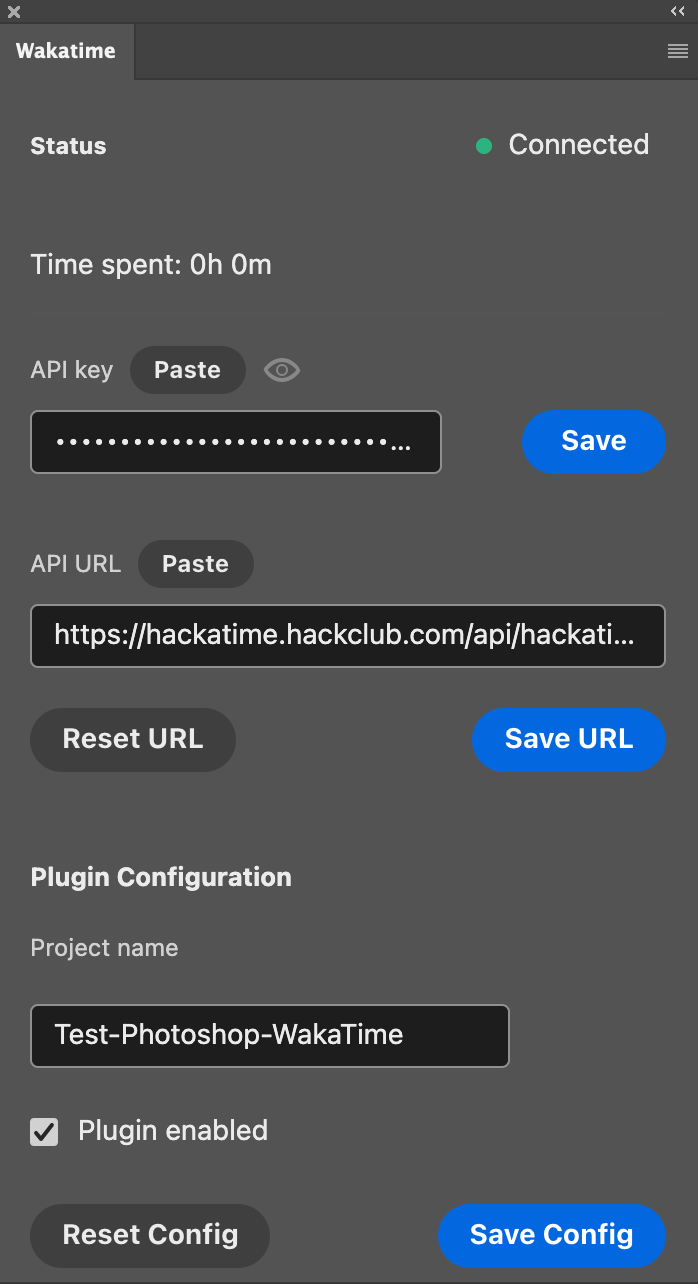 Wakatime
Status
Connected
Time spent: 0h 0m
API key
Paste
••••••••••••••••••••••••••...
Save
API URL
Paste
https://hackatime.hackclub.com/api/hackati...
Reset URL
Save URL
Plugin Configuration
Project name
Test-Photoshop-WakaTime
Plugin enabled
Reset Config
Save Config